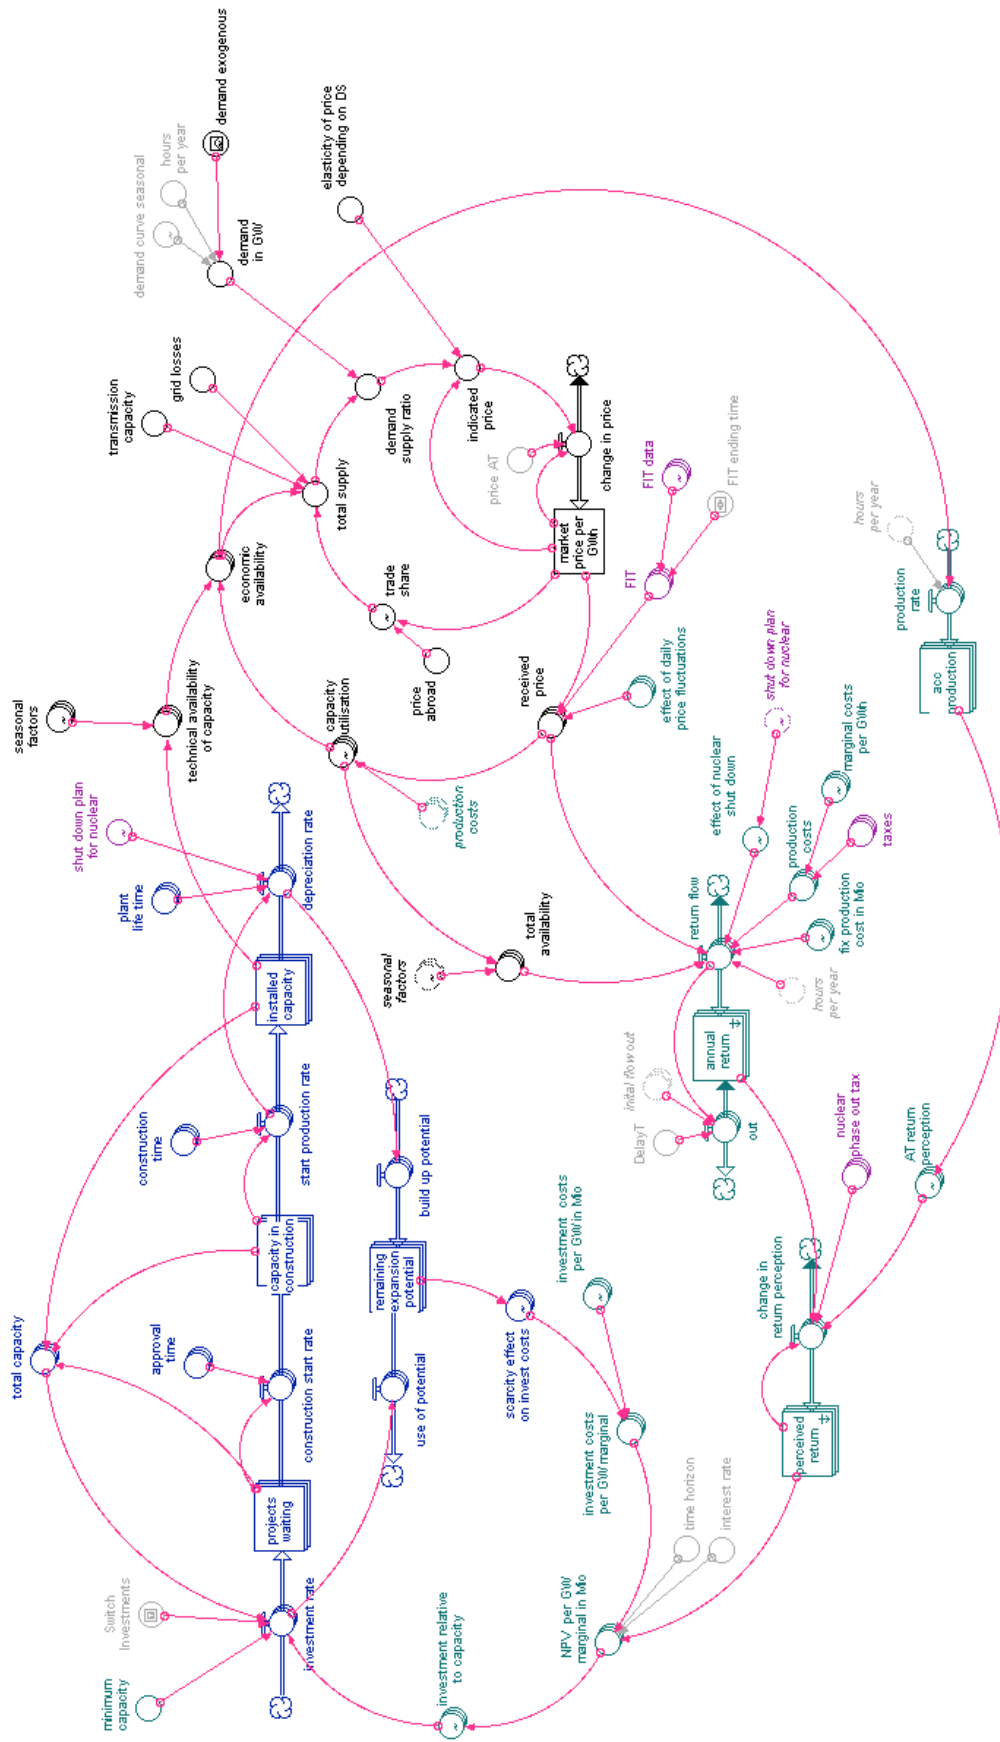 total capacity
minimum
capacity
Switch
Investments
investment rate
projects
waiting
approval
time
construction start rate
capacity in
construction
construction
time
start production rate
installed
capacity
plant
life time
shut down plan
for nuclear
depreciation rate
seasonal
factors
technical availability
of capacity
economic
availability
transmission
capacity
grid losses
total supply
demand curve seasonal
hours
per year
demand exogenous
demand
in GW
elasticity of price
depending on DS
demand
supply ratio
indicated
price
price AT
change in price
market
price per
GWh
trade
share
price
abroad
capacity
utilisation
production
costs
received
price
effect of daily
price fluctuations
FIT
FIT data
FIT ending time
use of potential
remaining
expansion
potential
build up potential
scarcity effect
on invest costs
investment costs
per GW/in Mio
investment costs
per GW/marginal
investment relative
to capacity
NPV per GW
marginal in Mio
time horizon
interest rate
seasonal
factors
total
availability
return flow
effect of nuclear
shut down
shut down plan
for nuclear
production
costs
marginal costs
per GWh
taxes
fix production
cost in Mio
hours
per year
annual
return
inital flow out
DelayT
out
nuclear
phase out tax
AT return
perception
change in
return perception
perceived
return
hours
per year
production
rate
acc
production